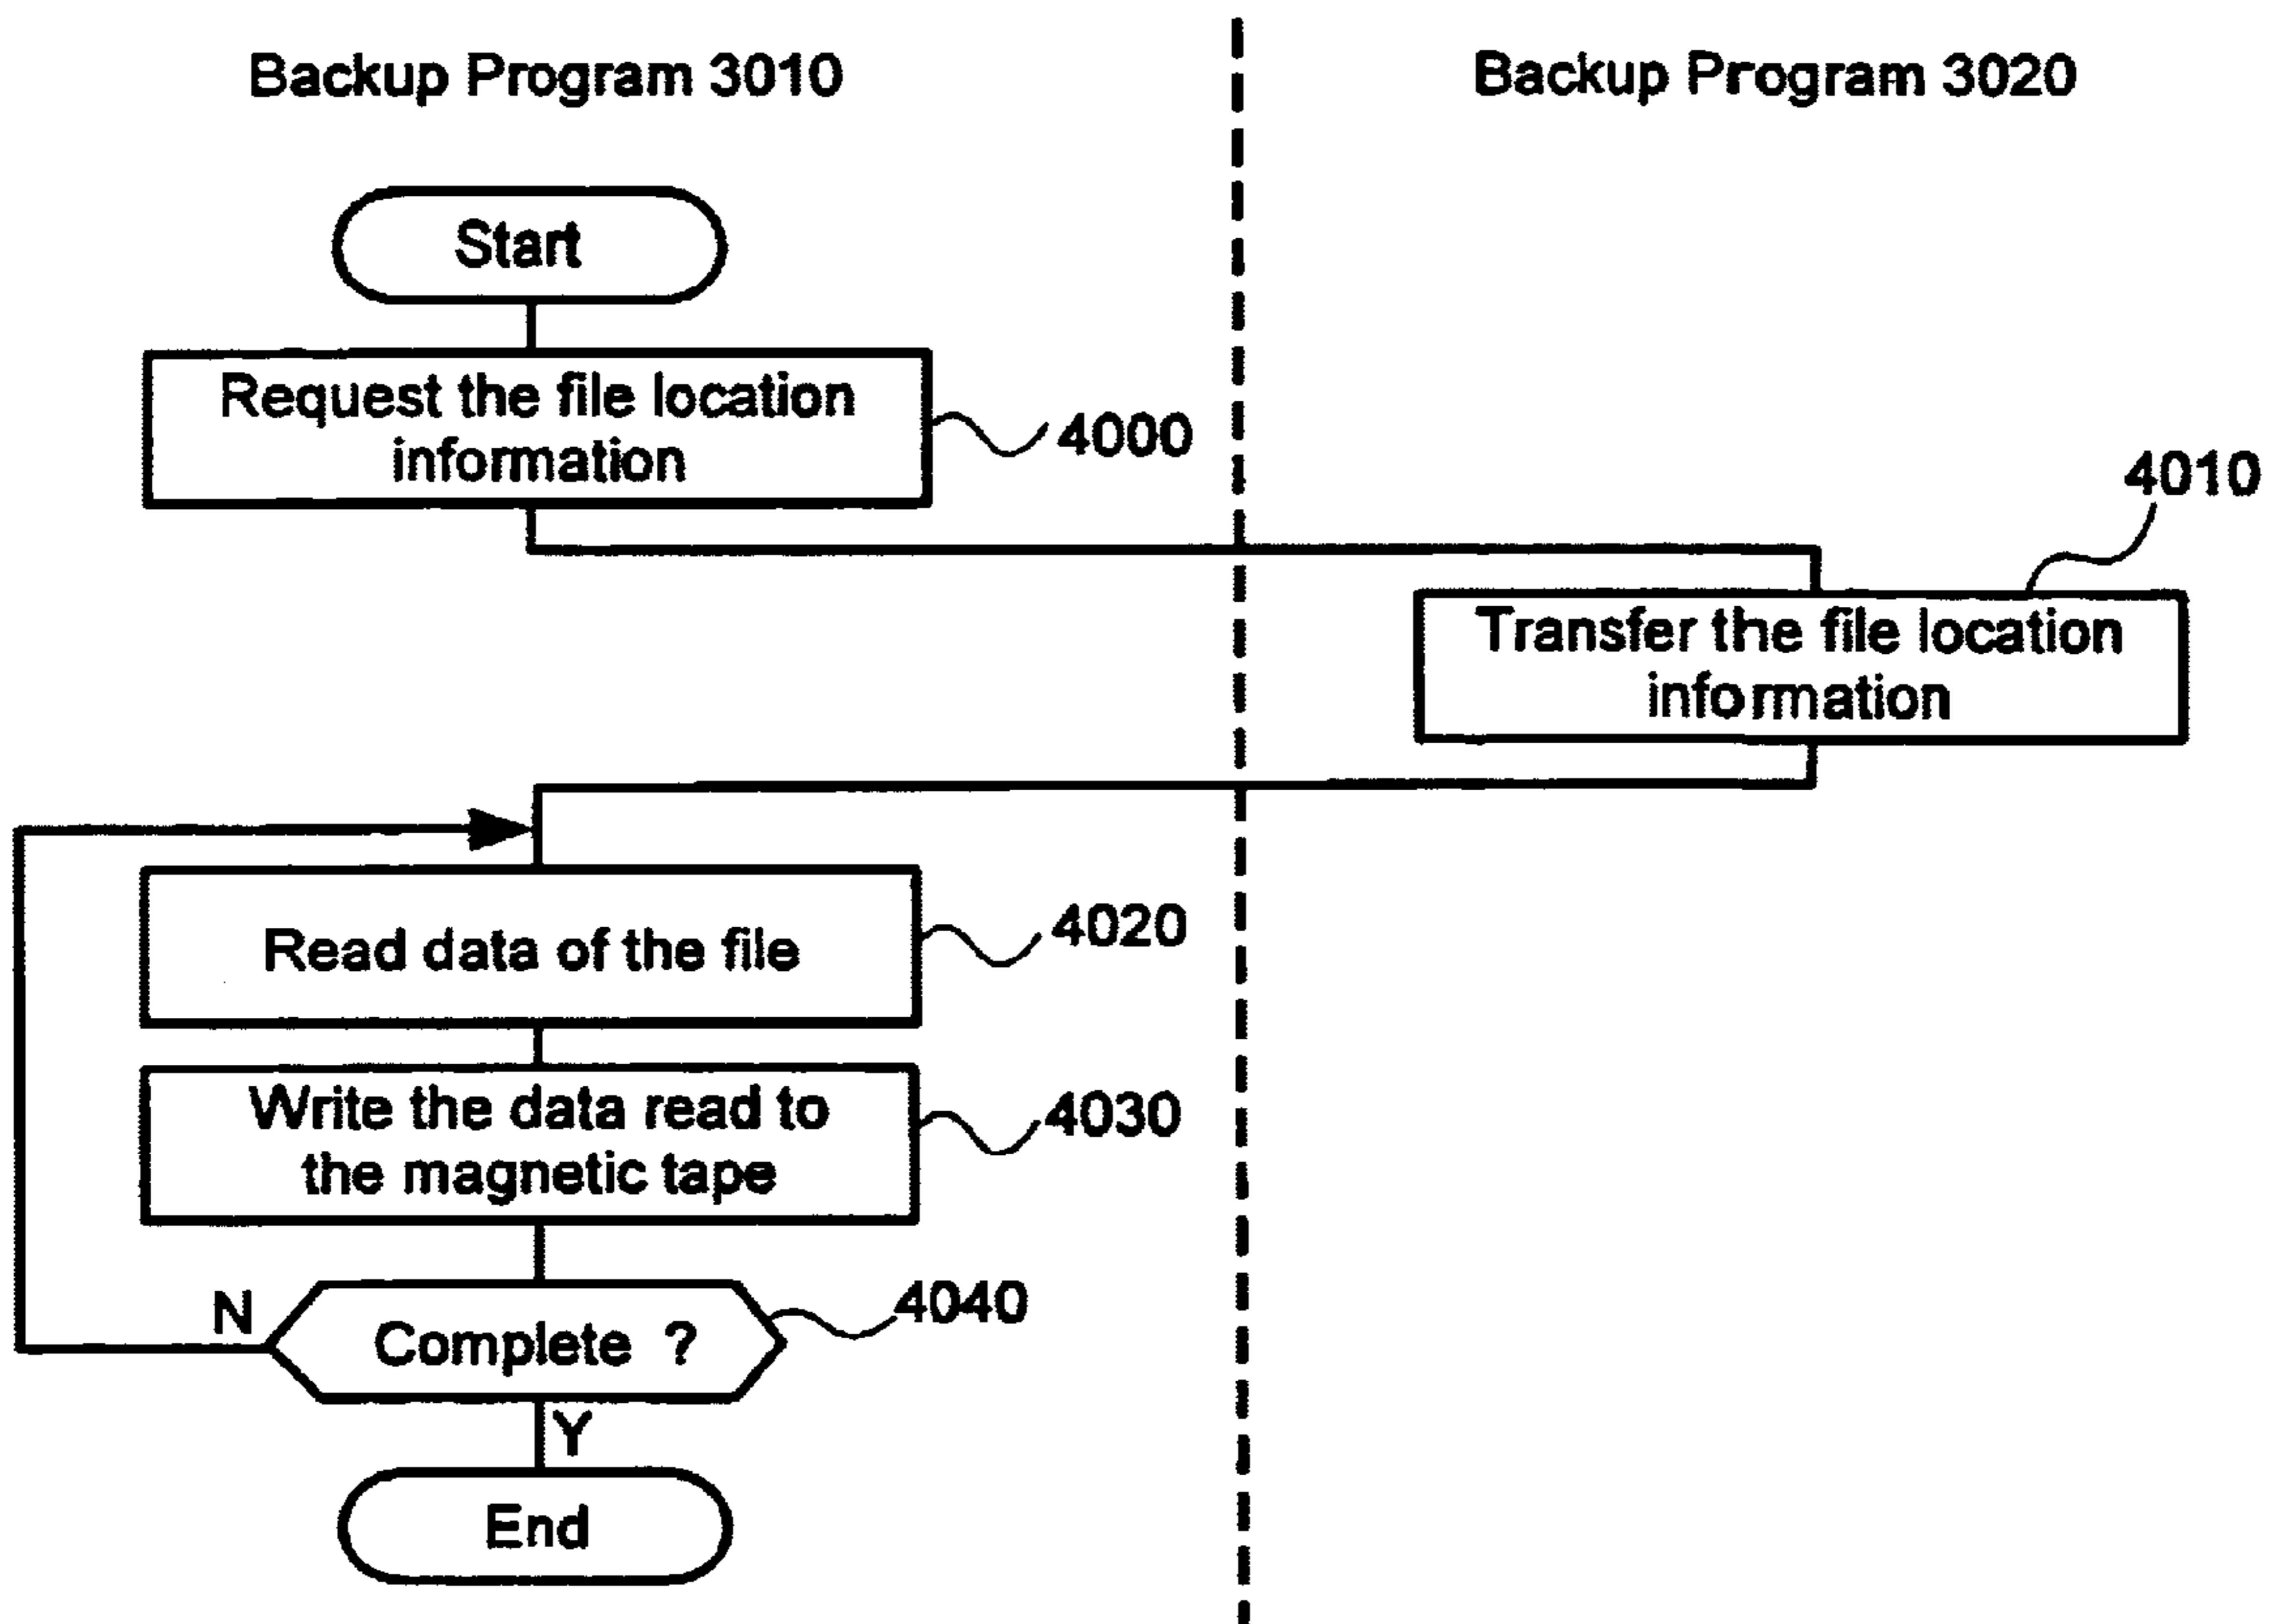 Backup Program 3010
Backup Program 3020
Start
Request the file location
information
4000
4010
Transfer the file location
information
Read data of the file
4020
Write the data read to
the magnetic tape
4030
N
Complete ?
4040
Y
End